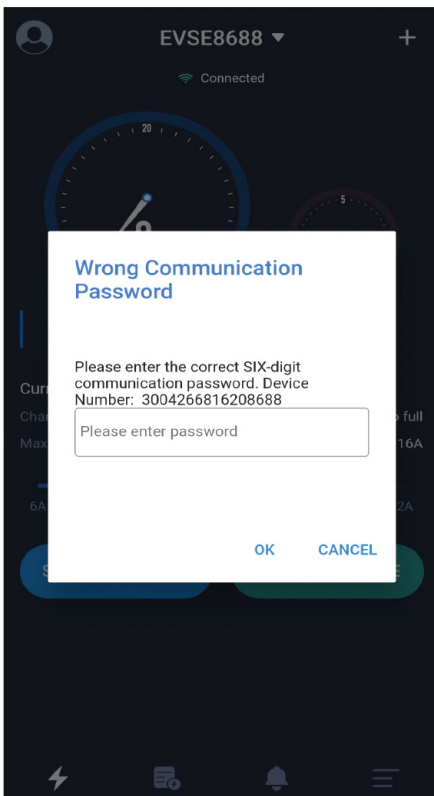 EVSE8688
Connected
20
5
Wrong Communication
Password
Please enter the correct SIX-digit
communication password. Device
Number: 3004266816208688
Please enter password
full
16A
6A
OK
CANCEL